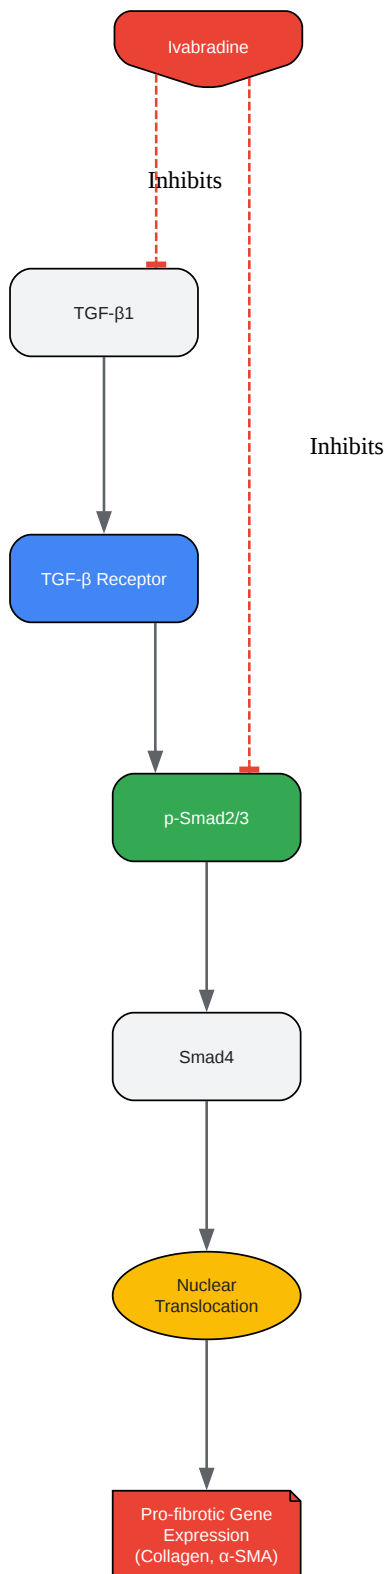 Ivabradine
Inhibits
TGF-β1
Inhibits
TGF-β Receptor
p-Smad2/3
Smad4
Nuclear
Translocation
Pro-fibrotic Gene
Expression
(Collagen, α-SMA)